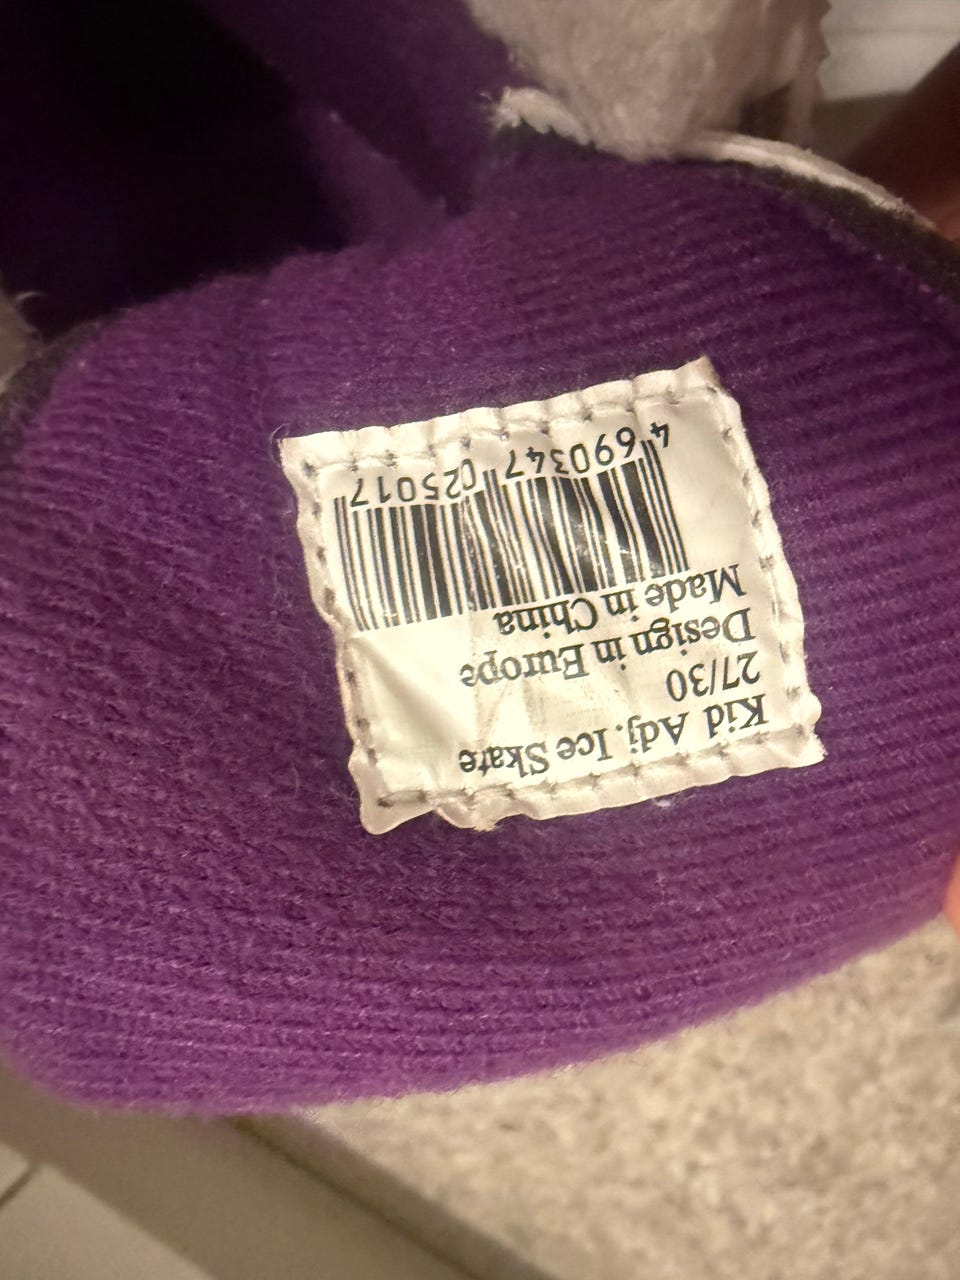 Kid Adj. Ice Skate
27/30
Design in Europe
Made in China
4 690347 025017